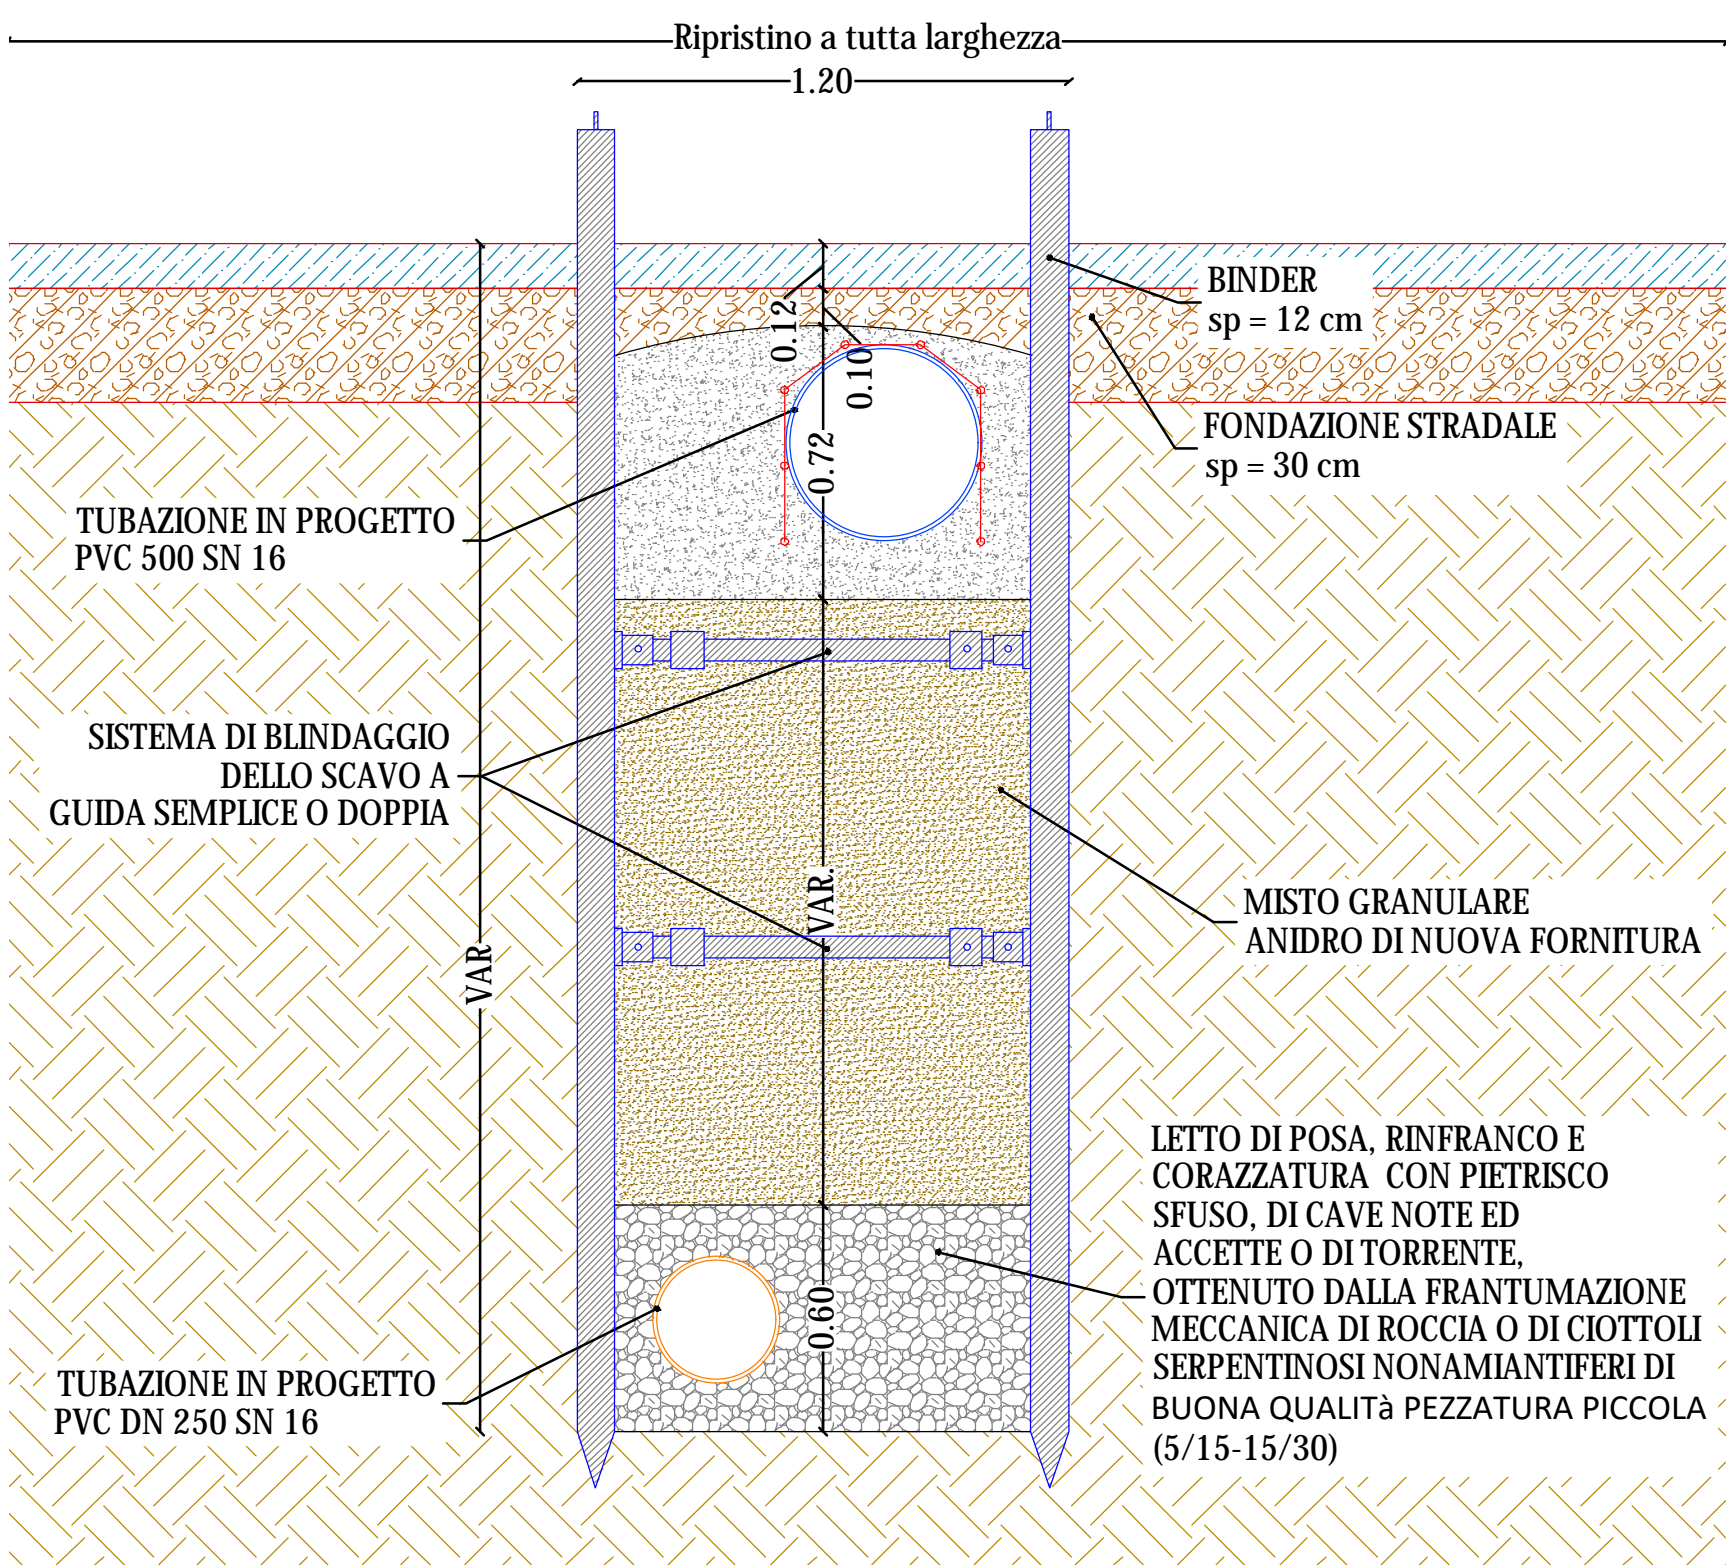 Ripristino a tutta larghezza
1.20
BINDER
sp = 12 cm
0.12
0.10
FONDAZIONE STRADALE
sp = 30 cm
0.72
TUBAZIONE IN PROGETTO
PVC 500 SN 16
SISTEMA DI BLINDAGGIO
DELLO SCAVO A
GUIDA SEMPLICE O DOPPIA
VAR.
MISTO GRANULARE
ANIDRO DI NUOVA FORNITURA
VAR
LETTO DI POSA, RINFRANCO E
CORAZZATURA CON PIETRISCO
SFUSO, DI CAVE NOTE ED
ACCETTE O DI TORRENTE,
OTTENUTO DALLA FRANTUMAZIONE
MECCANICA DI ROCCIA O DI CIOTTOLI
SERPENTINOSI NONAMIANTIFERI DI
BUONA QUALITà PEZZATURA PICCOLA
(5/15-15/30)
0.60
TUBAZIONE IN PROGETTO
PVC DN 250 SN 16